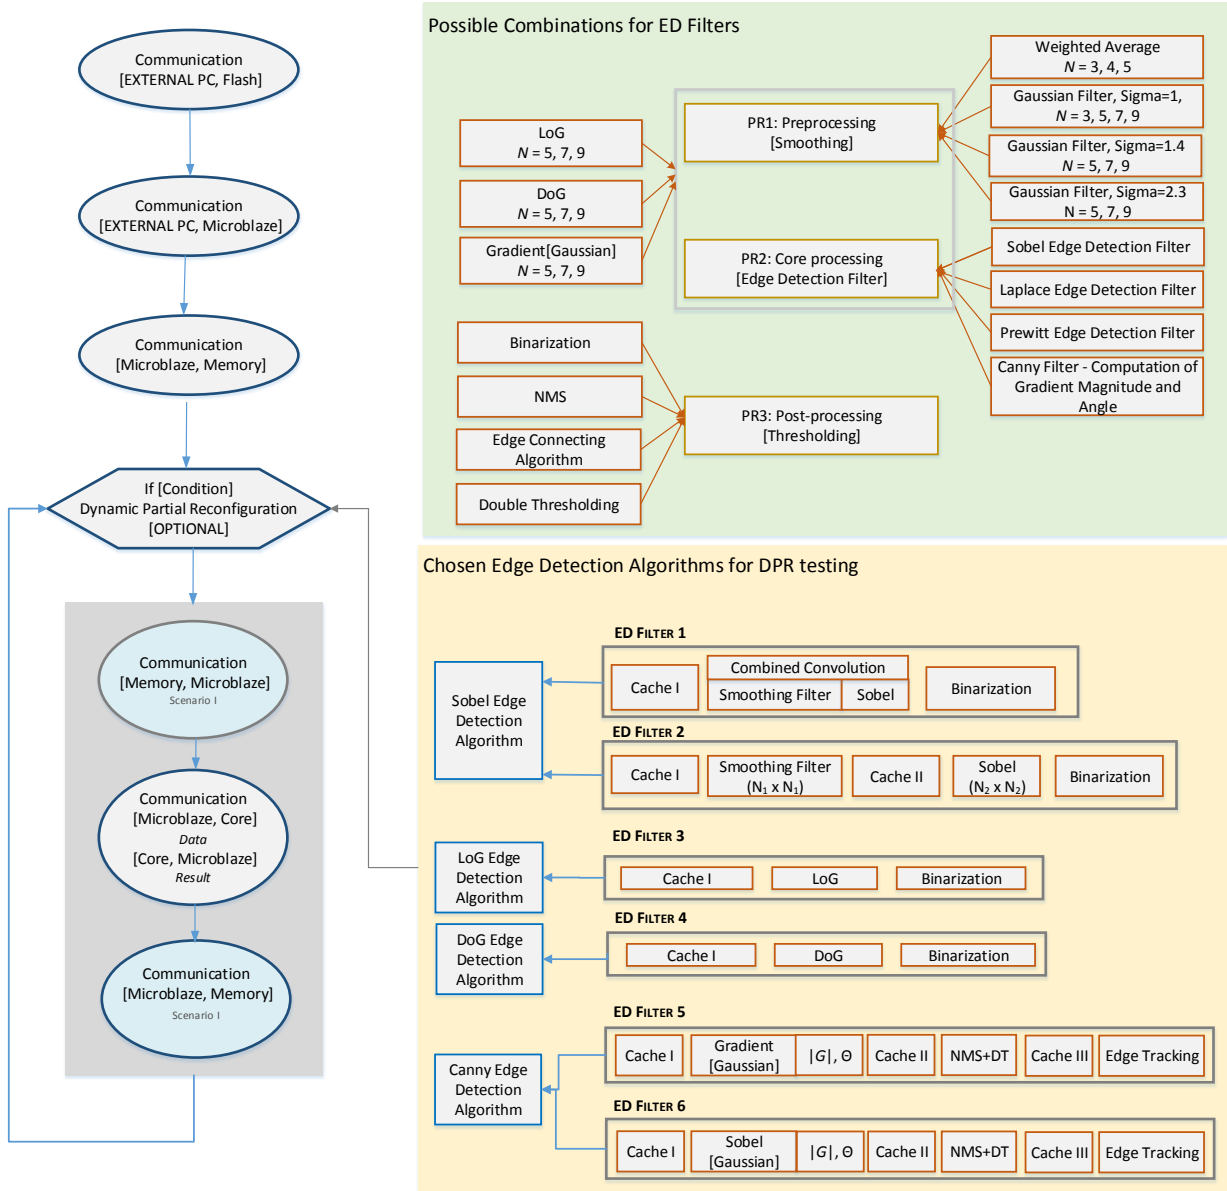 Communication
[EXTERNAL PC, Flash]
Communication
[EXTERNAL PC, Microblaze]
Communication
[Microblaze, Memory]
If [Condition]
Dynamic Partial Reconfiguration
[OPTIONAL]
Communication
[Memory, Microblaze]
Scenario I
Communication
[Microblaze, Core]
Data
[Core, Microblaze]
Result
Communication
[Microblaze, Memory]
Scenario I
Possible Combinations for ED Filters
LoG
N = 5, 7, 9
DoG
N = 5, 7, 9
Gradient[Gaussian]
N = 5, 7, 9
Binarization
NMS
Edge Connecting
Algorithm
Double Thresholding
PR1: Preprocessing
[Smoothing]
PR2: Core processing
[Edge Detection Filter]
PR3: Post-processing
[Thresholding]
Weighted Average
N = 3, 4, 5
Gaussian Filter, Sigma=1,
N = 3, 5, 7, 9
Gaussian Filter, Sigma=1.4
N = 5, 7, 9
Gaussian Filter, Sigma=2.3
N = 5, 7, 9
Sobel Edge Detection Filter
Laplace Edge Detection Filter
Prewitt Edge Detection Filter
Canny Filter - Computation of
Gradient Magnitude and
Angle
Chosen Edge Detection Algorithms for DPR testing
Sobel Edge
Detection
Algorithm
ED FILTER 1
Cache I
Combined Convolution
Smoothing Filter
Sobel
Binarization
ED FILTER 2
Cache I
Smoothing Filter
(N₁ x N₁)
Cache II
Sobel
(N₂ x N₂)
Binarization
LoG Edge
Detection
Algorithm
ED FILTER 3
Cache I
LoG
Binarization
DoG Edge
Detection
Algorithm
ED FILTER 4
Cache I
DoG
Binarization
Canny Edge
Detection
Algorithm
ED FILTER 5
Cache I
Gradient
[Gaussian]
|G|, Θ
Cache II
NMS+DT
Cache III
Edge Tracking
ED FILTER 6
Cache I
Sobel
[Gaussian]
|G|, Θ
Cache II
NMS+DT
Cache III
Edge Tracking